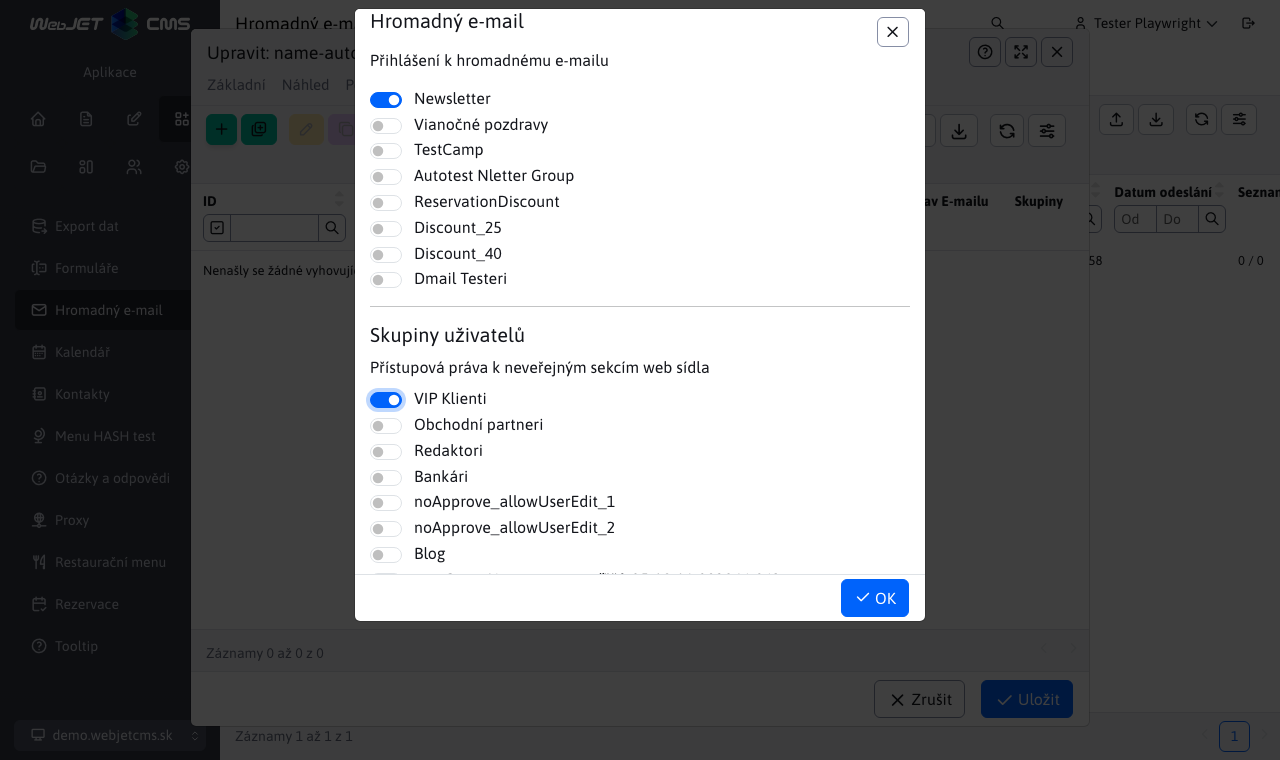 WebJET CMS
Hromadný e-m
Tester Playwright
Aplikace
Export dat
Formuláře
Hromadný e-mail
Kalendář
Kontakty
Menu HASH test
Otázky a odpovědi
Proxy
Restaurační menu
Rezervace
Tooltip
demo.webjetcms.sk
Upravit: name-auto
Základní
Náhled
ID
av E-mailu
Skupiny
Datum odeslání
Sezna
Od
Do
Nenašly se žádné vyhovujíc
58
0 / 0
Hromadný e-mail
Přihlášení k hromadnému e-mailu
Newsletter
Vianočné pozdravy
TestCamp
Autotest Nletter Group
ReservationDiscount
Discount_25
Discount_40
Dmail Testeri
Skupiny uživatelů
Přístupová práva k neveřejným sekcím web sídla
VIP Klienti
Obchodní partneri
Redaktori
Bankári
noApprove_allowUserEdit_1
noApprove_allowUserEdit_2
Blog
OK
Záznamy 0 až 0 z 0
Zrušit
Uložit
Záznamy 1 až 1 z 1
1